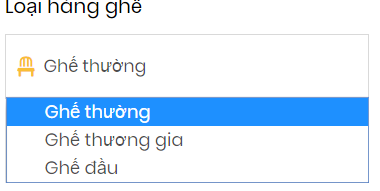 Loại hàng ghế
Ghế thường
Ghế thường
Ghế thương gia
Ghế đầu